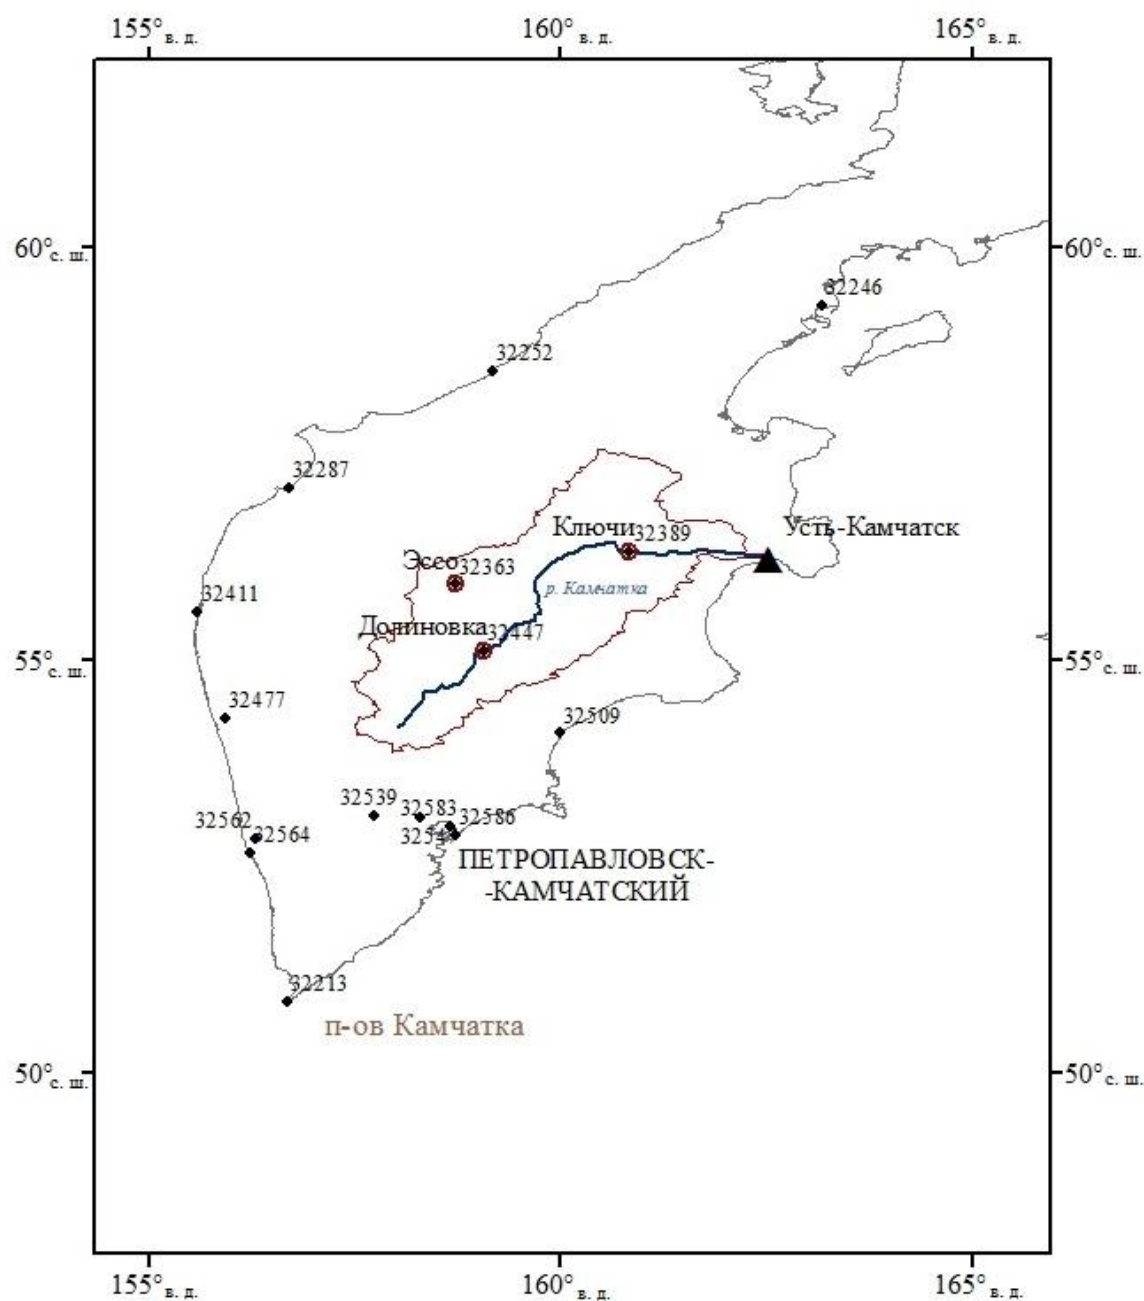 155° в. д. 160° в. д. 165° в. д.
60° с. ш. 60° с. ш.
32246
32252
32287
Усть-Камчатск
Ключи 32389
Эссо 32363
р. Камчатка
32411
Долиновка 32447
55° с. ш. 55° с. ш.
32477
32509
32539 32583 32586
32562 32564
ПЕТРОПАВЛОВСК-
-КАМЧАТСКИЙ
32213
п-ов Камчатка
50° с. ш. 50° с. ш.
155° в. д. 160° в. д. 165° в. д.